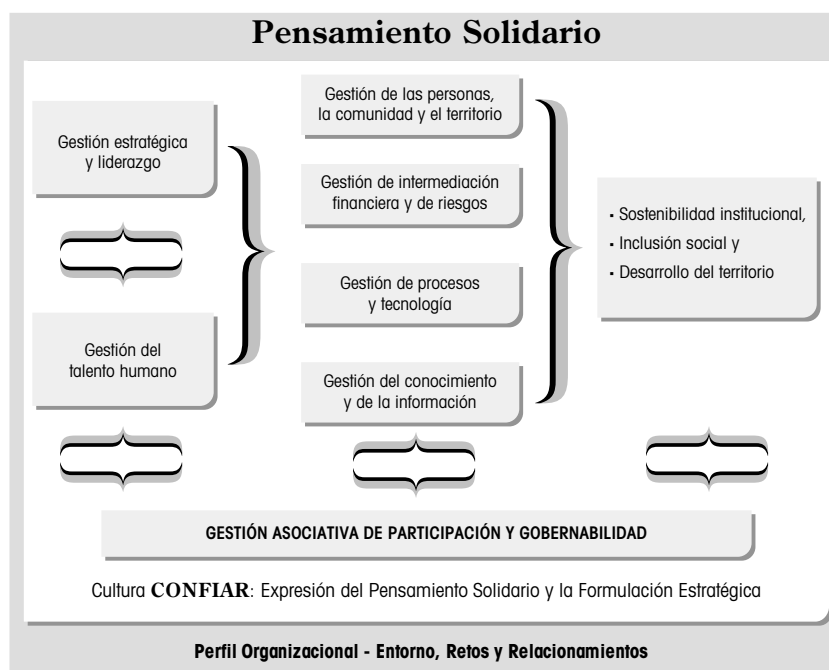 Pensamiento Solidario
Gestión estratégica
y liderazgo
Gestión del
talento humano
Gestión de las personas,
la comunidad y el territorio
Gestión de intermediación
financiera y de riesgos
Gestión de procesos
y tecnología
Gestión del conocimiento
y de la información
▪ Sostenibilidad institucional,
▪ Inclusión social y
▪ Desarrollo del territorio
GESTIÓN ASOCIATIVA DE PARTICIPACIÓN Y GOBERNABILIDAD
Cultura CONFIAR: Expresión del Pensamiento Solidario y la Formulación Estratégica
Perfil Organizacional - Entorno, Retos y Relacionamientos